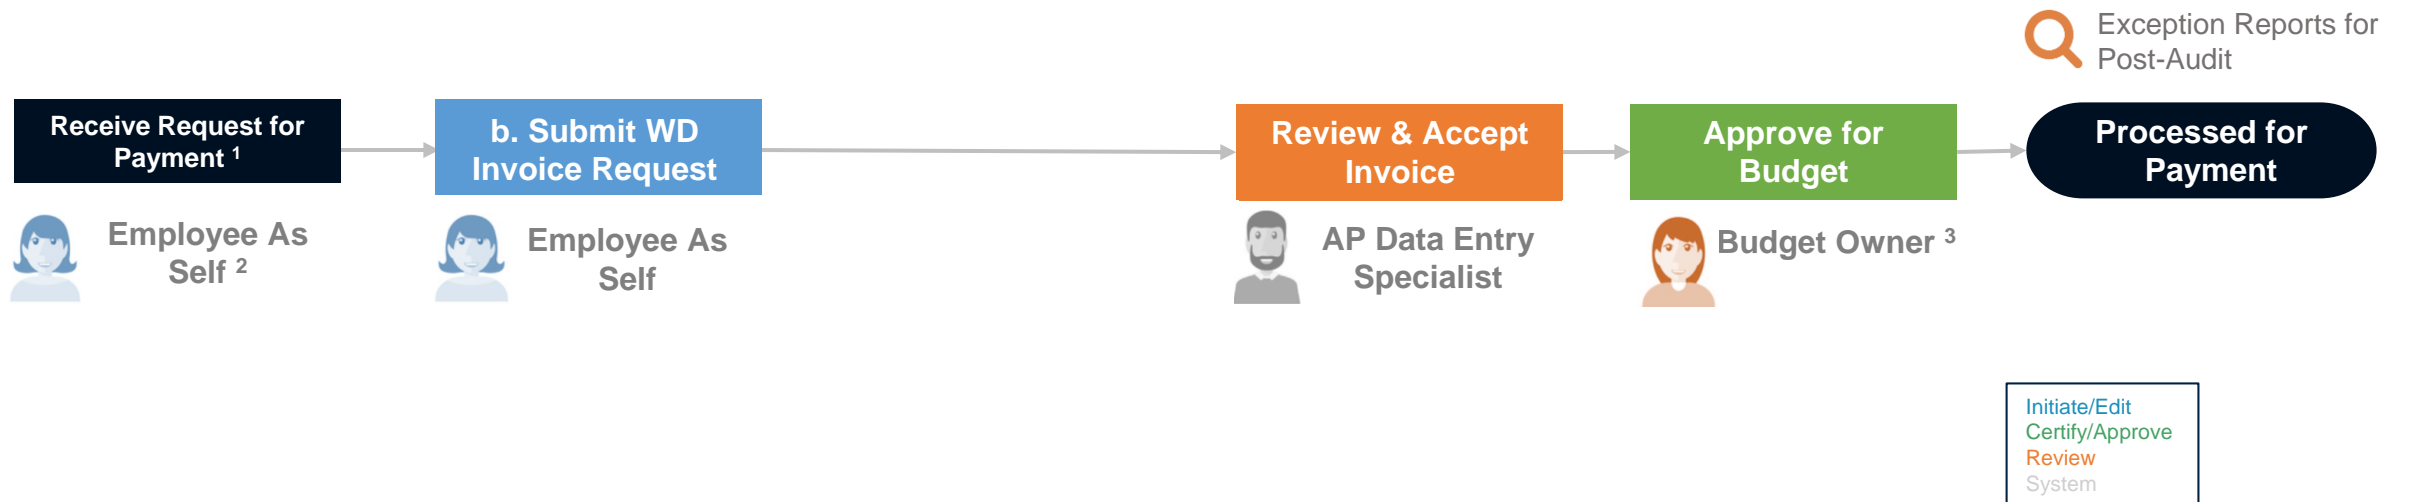 Exception Reports for
Post-Audit
Receive Request for
Payment 1
b. Submit WD
Invoice Request
Review & Accept
Invoice
Approve for
Budget
Processed for
Payment
Employee As
Self 2
Employee As
Self
AP Data Entry
Specialist
Budget Owner 3
Initiate/Edit
Certify/Approve
Review
System